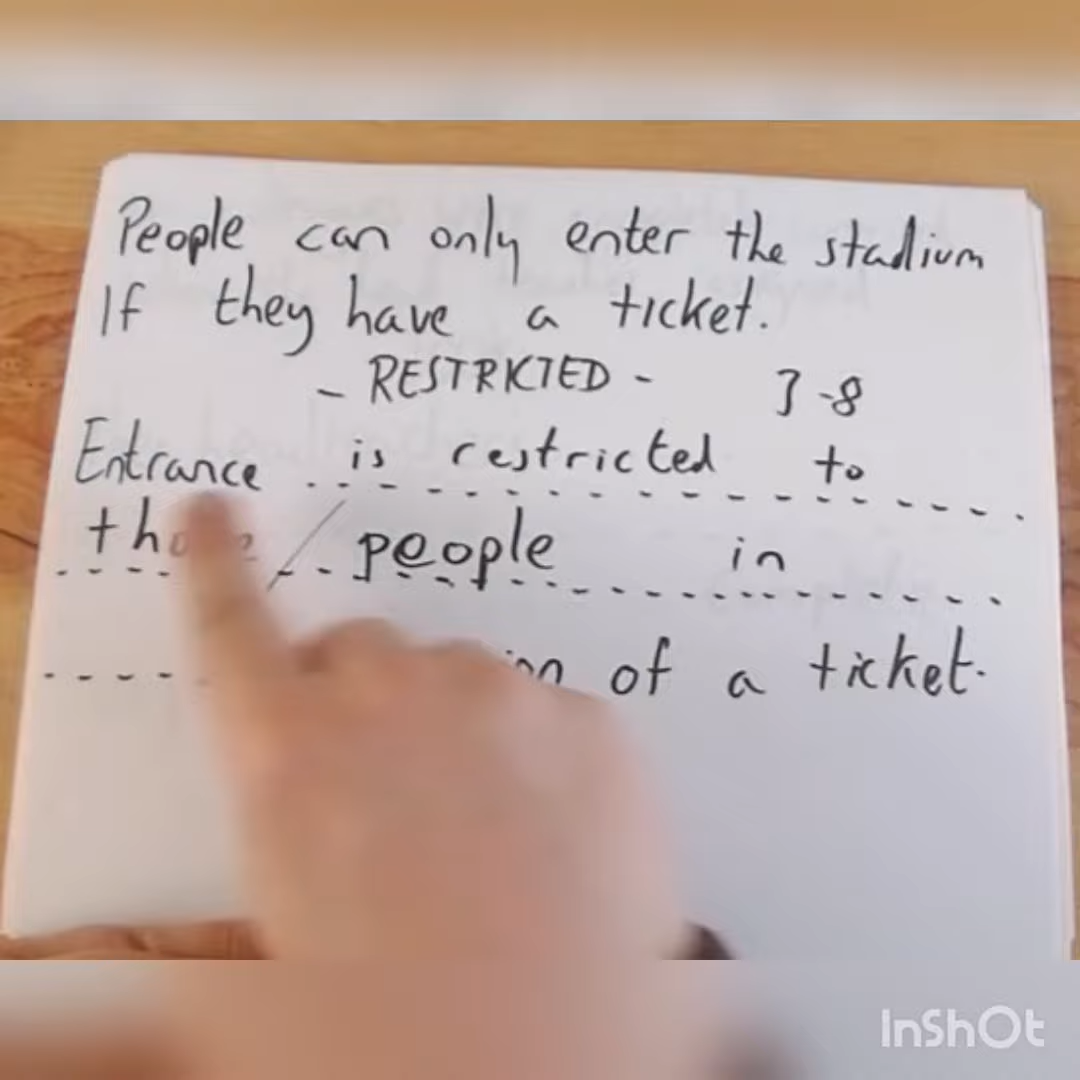 People can only enter the stadium
If they have a ticket.
- RESTRICTED - 3-8
Entrance is restricted to
/ people in
of a ticket.
InShOt